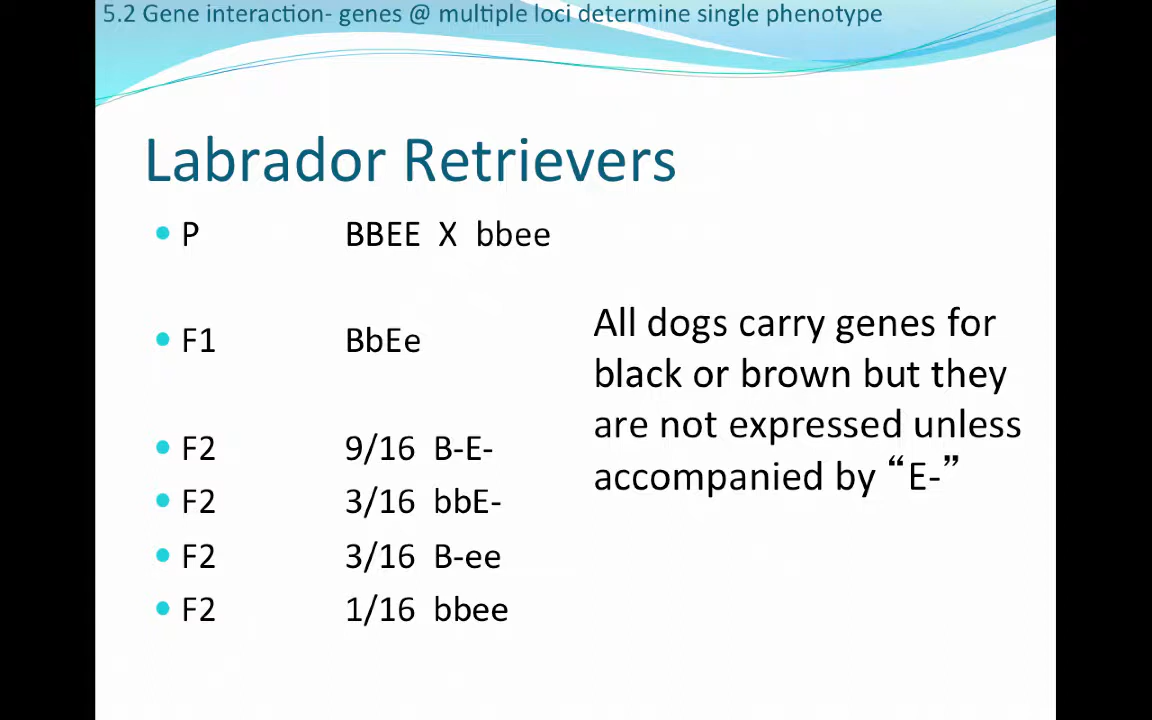 5.2 Gene interaction- genes @ multiple loci determine single phenotype
Labrador Retrievers
• P BBEE X bbee
• F1 BbEe
• F2 9/16 B-E-
• F2 3/16 bbE-
• F2 3/16 B-ee
• F2 1/16 bbee
All dogs carry genes for
black or brown but they
are not expressed unless
accompanied by “E-”